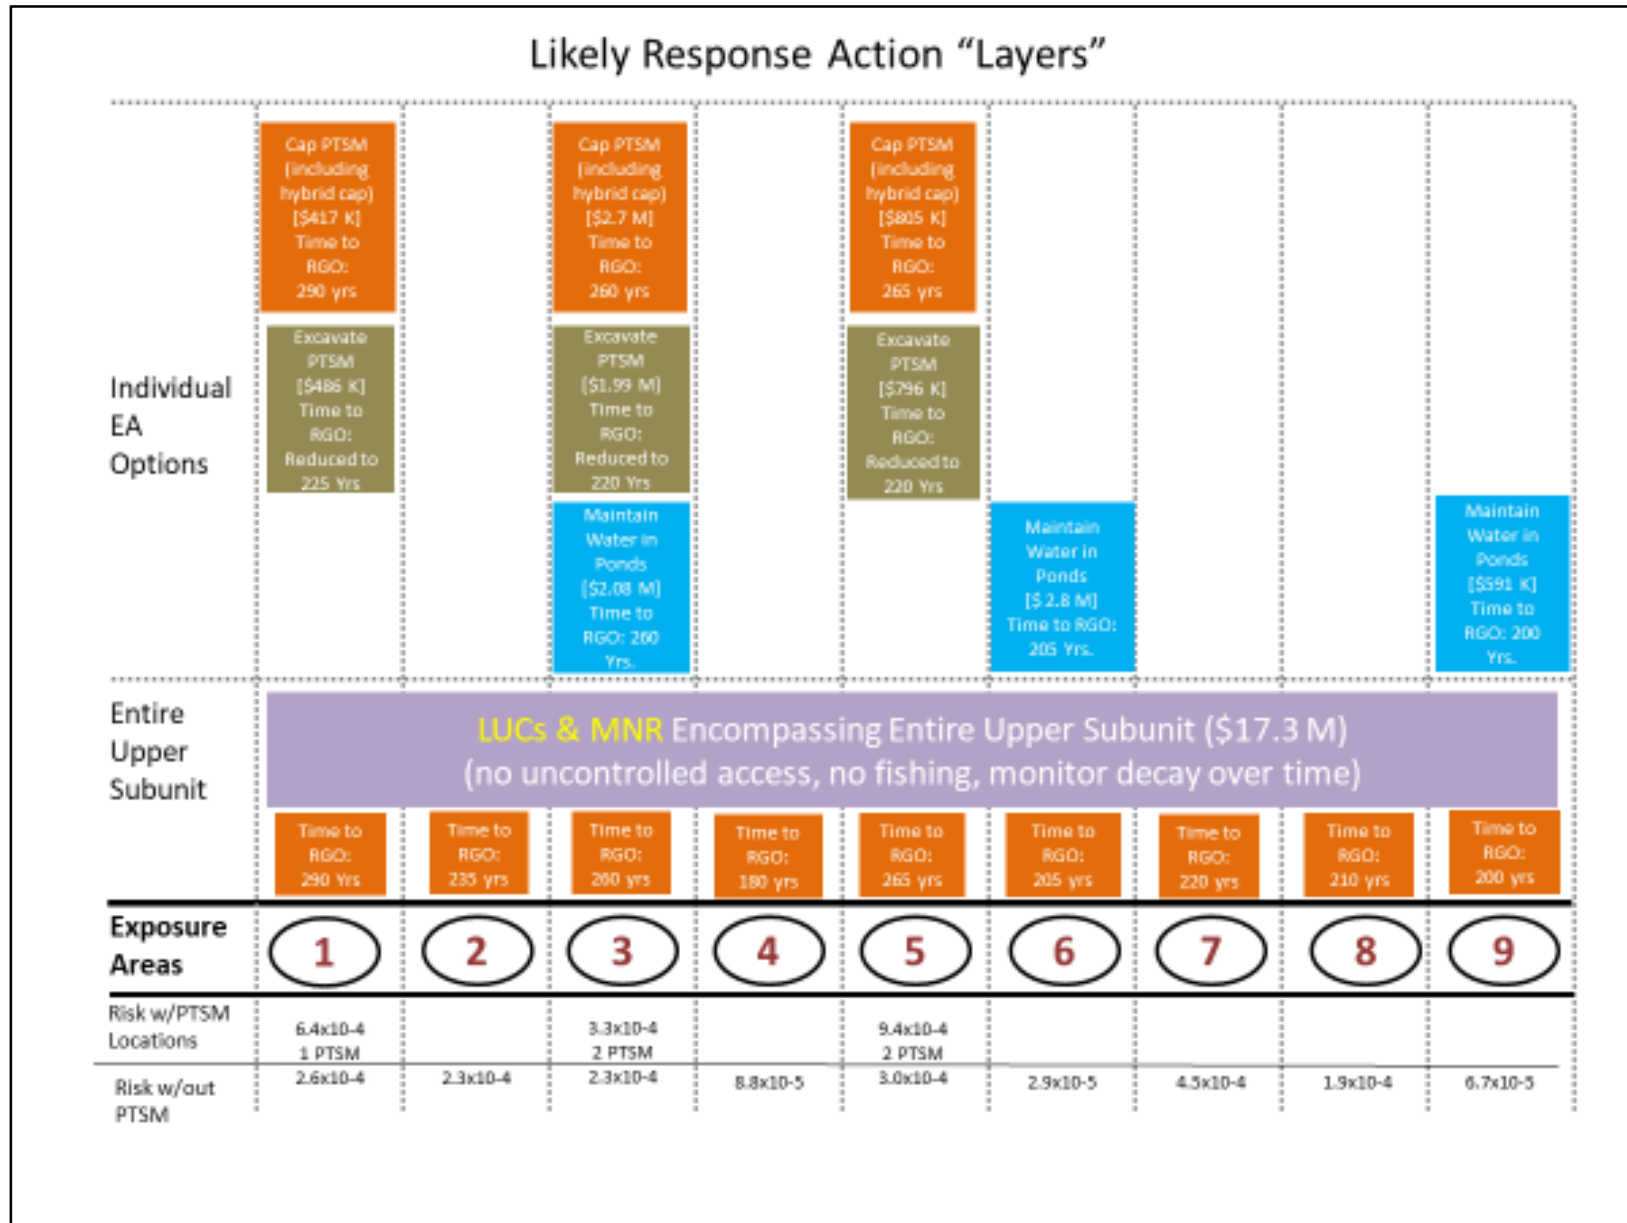 Likely Response Action “Layers”
Cap PTSM
(including
hybrid cap)
[$417 K]
Time to
RGO:
290 yrs
Cap PTSM
(including
hybrid cap)
[$2.7 M]
Time to
RGO:
260 yrs
Cap PTSM
(including
hybrid cap)
[$805 K]
Time to
RGO:
265 yrs
Individual
EA
Options
Excavate
PTSM
[$486 K]
Time to
RGO:
Reduced to
225 Yrs
Excavate
PTSM
[$1.99 M]
Time to
RGO:
Reduced to
220 Yrs
Excavate
PTSM
[$796 K]
Time to
RGO:
Reduced to
220 Yrs
Maintain
Water in
Ponds
[$2.08 M]
Time to
RGO: 260
Yrs.
Maintain
Water in
Ponds
[$ 2.8 M]
Time to RGO:
205 Yrs.
Maintain
Water in
Ponds
[$591 K]
Time to
RGO: 200
Yrs.
Entire
Upper
Subunit
LUCs & MNR Encompassing Entire Upper Subunit ($17.3 M)
(no uncontrolled access, no fishing, monitor decay over time)
Time to
RGO:
290 Yrs
Time to
RGO:
235 yrs
Time to
RGO:
260 yrs
Time to
RGO:
180 yrs
Time to
RGO:
265 yrs
Time to
RGO:
205 yrs
Time to
RGO:
220 yrs
Time to
RGO:
210 yrs
Time to
RGO:
200 yrs
Exposure
Areas
1 2 3 4 5 6 7 8 9
Risk w/PTSM
Locations
6.4x10-4
1 PTSM
3.3x10-4
2 PTSM
9.4x10-4
2 PTSM
Risk w/out
PTSM
2.6x10-4 2.3x10-4 2.3x10-4 8.8x10-5 3.0x10-4 2.9x10-5 4.5x10-4 1.9x10-4 6.7x10-5